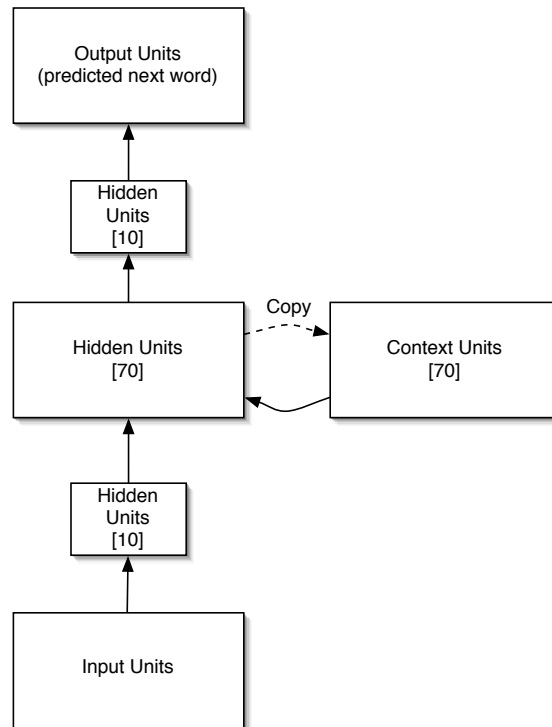 Output Units
(predicted next word)
Hidden
Units
[10]
Copy
Hidden Units
[70]
Context Units
[70]
Hidden
Units
[10]
Input Units